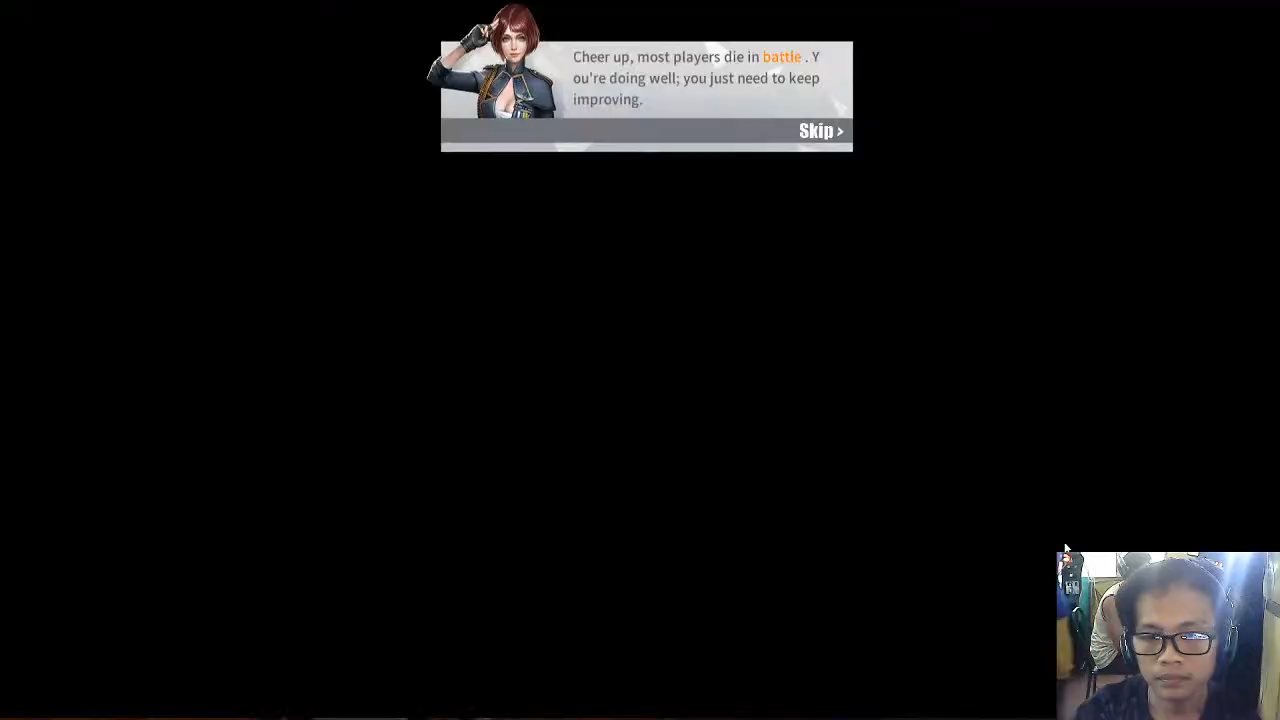 Cheer up, most players die in battle . Y
ou're doing well; you just need to keep
improving.
Skip >